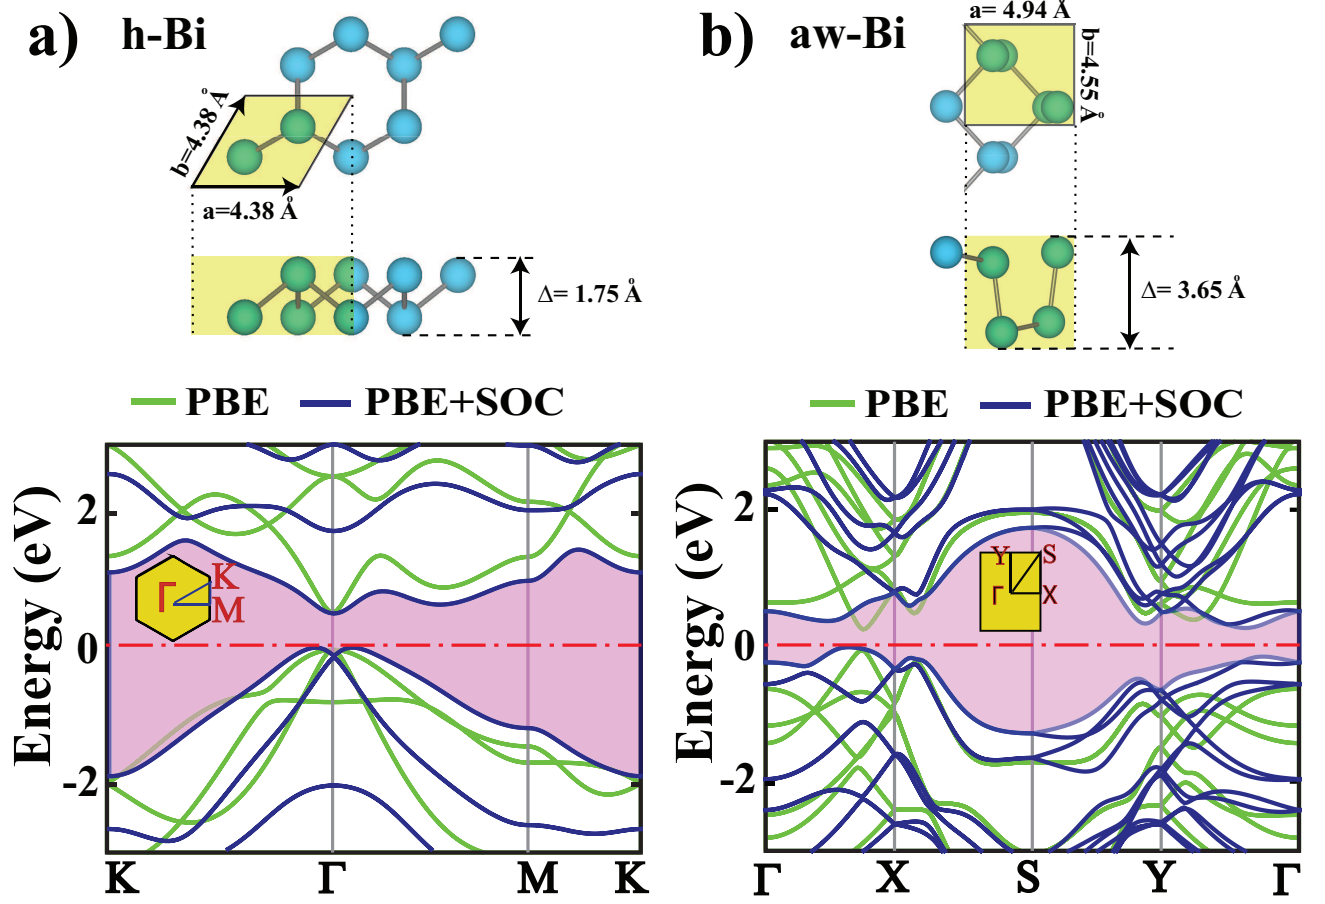 a) h-Bi
b=4.38 Å
a=4.38 Å
Δ= 1.75 Å
PBE PBE+SOC
Energy (eV)
2
0
-2
K
Γ
M
K Γ M K
b) aw-Bi
a= 4.94 Å
b=4.55 Å
Δ= 3.65 Å
PBE PBE+SOC
Energy (eV)
2
0
-2
Y S
Γ X
Γ X S Y Γ